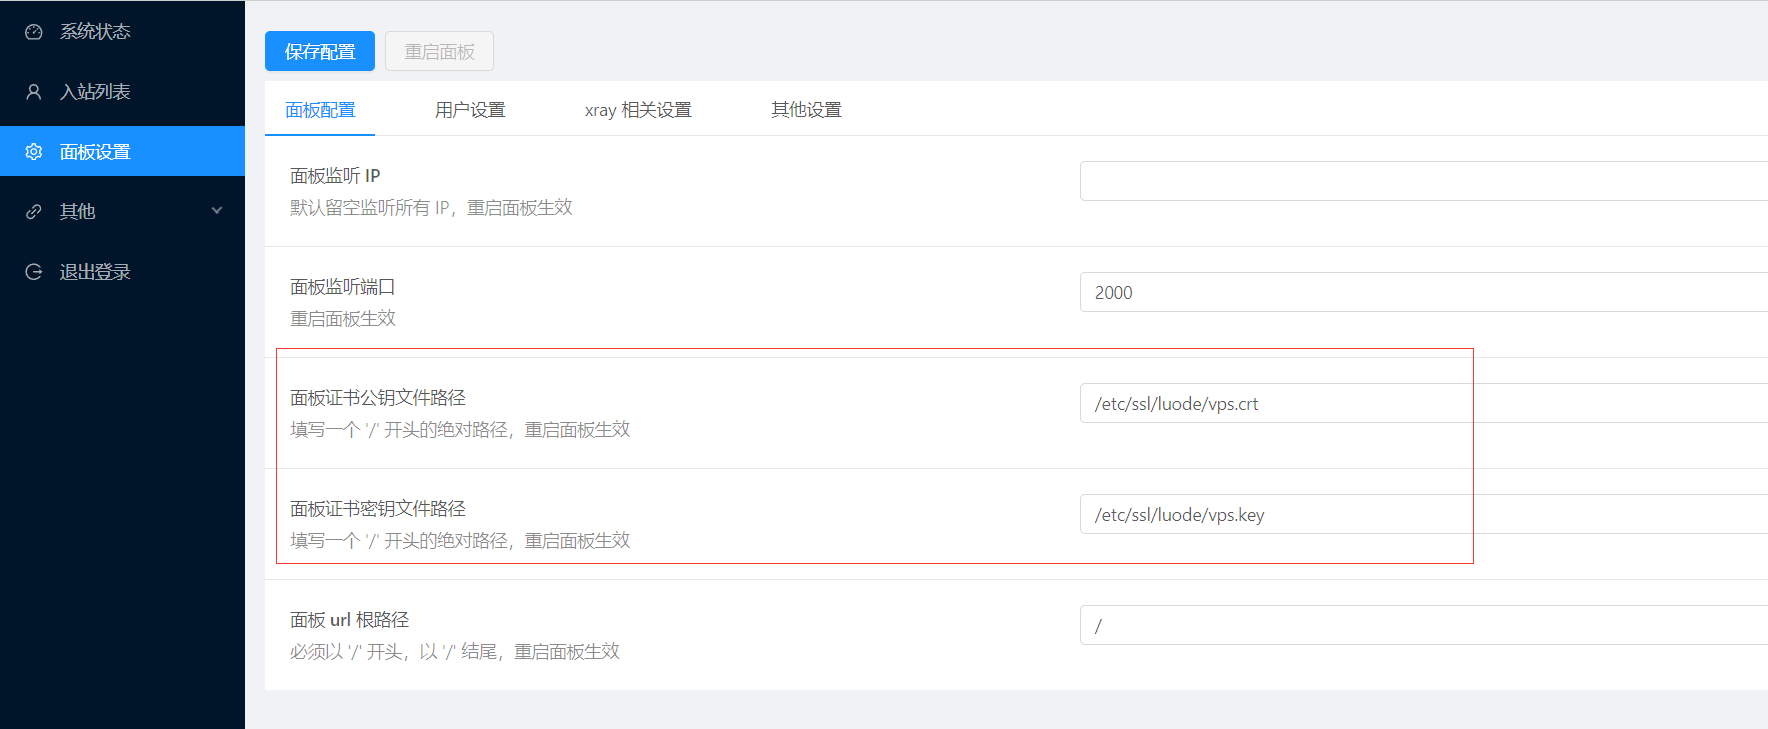 系统状态
入站列表
面板设置
其他
退出登录
保存配置
重启面板
面板配置
用户设置
xray 相关设置
其他设置
面板监听 IP
默认留空监听所有 IP，重启面板生效
面板监听端口
重启面板生效
2000
面板证书公钥文件路径
填写一个 '/' 开头的绝对路径，重启面板生效
/etc/ssl/luode/vps.crt
面板证书密钥文件路径
填写一个 '/' 开头的绝对路径，重启面板生效
/etc/ssl/luode/vps.key
面板 url 根路径
必须以 '/' 开头，以 '/' 结尾，重启面板生效
/